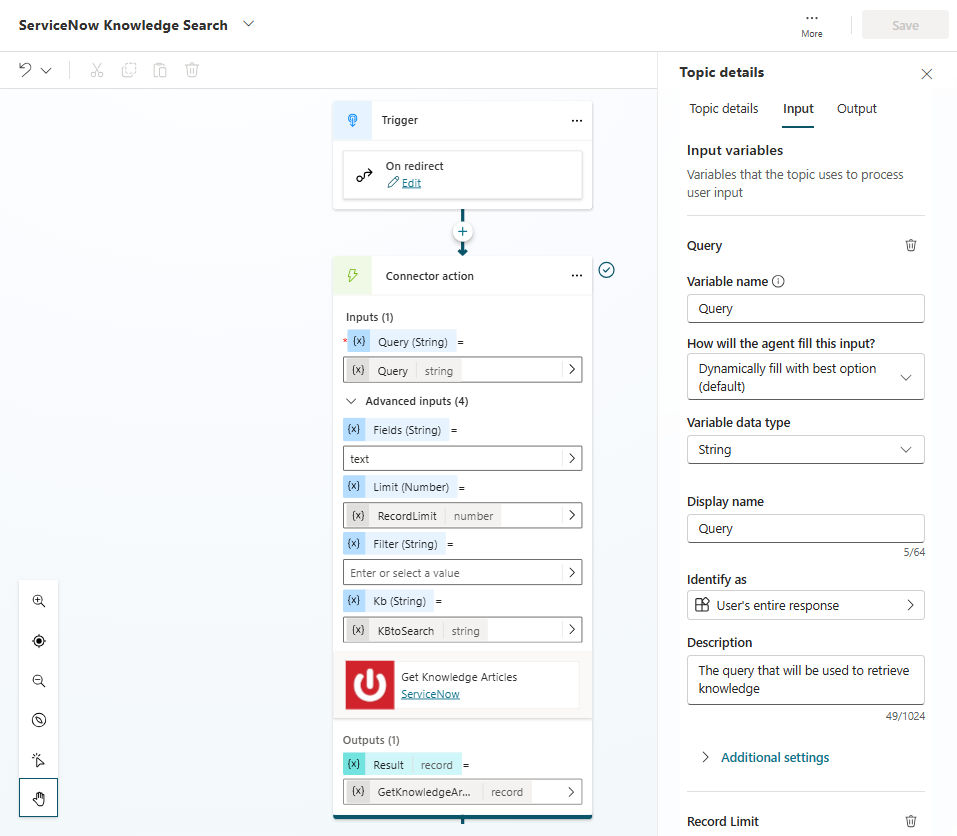 ServiceNow Knowledge Search
More
Save
Trigger
On redirect
Edit
Connector action
Inputs (1)
* {x} Query (String) =
{x} Query string
Advanced inputs (4)
{x} Fields (String) =
text
{x} Limit (Number) =
{x} RecordLimit number
{x} Filter (String) =
Enter or select a value
{x} Kb (String) =
{x} KBtoSearch string
Get Knowledge Articles
ServiceNow
Outputs (1)
{x} Result record =
{x} GetKnowledgeAr... record
Topic details
Topic details Input Output
Input variables
Variables that the topic uses to process
user input
Query
Variable name
Query
How will the agent fill this input?
Dynamically fill with best option
(default)
Variable data type
String
Display name
Query
5/64
Identify as
User's entire response
Description
The query that will be used to retrieve
knowledge
49/1024
Additional settings
Record Limit